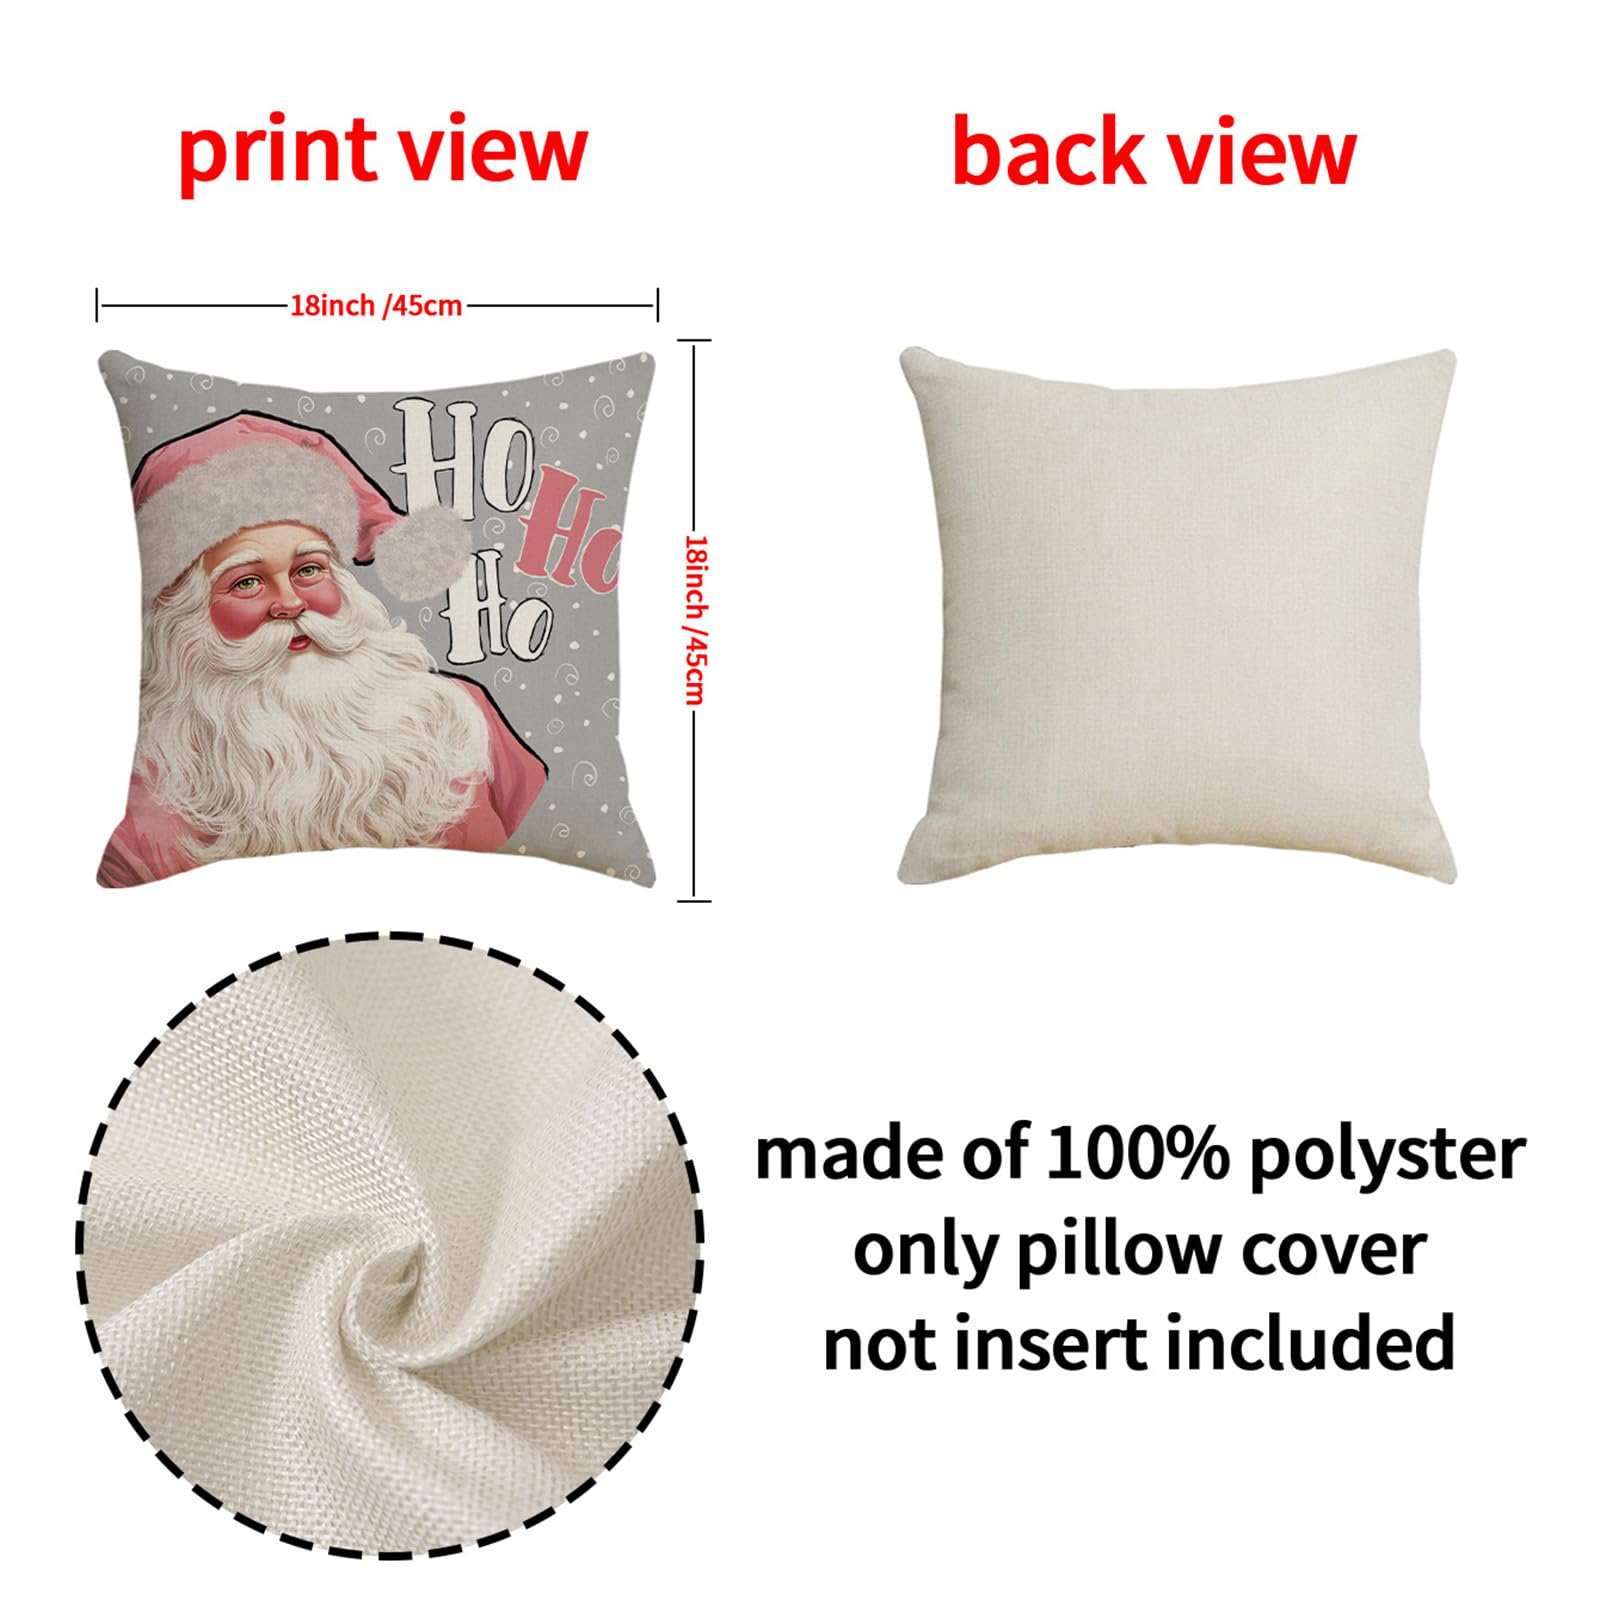 print view
back view
18inch /45cm
18inch /45cm
HO
Ho
Ho
made of 100% polyster
only pillow cover
not insert included